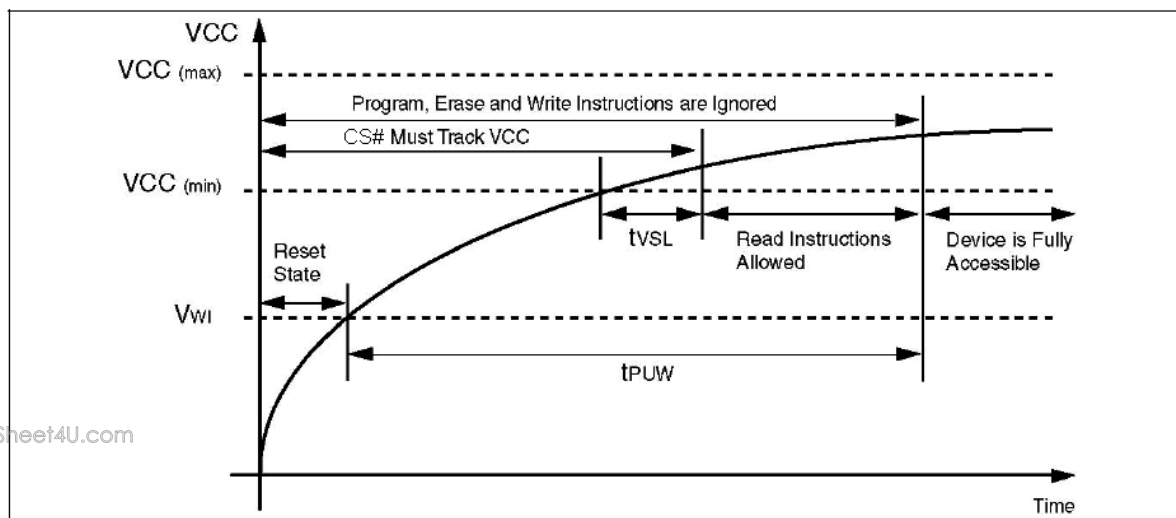 VCC
VCC (max)
Program, Erase and Write Instructions are Ignored
CS# Must Track VCC
VCC (min)
tVSL
Read Instructions
Allowed
Device is Fully
Accessible
Reset
State
VWI
tPUW
Sheet4U.com
Time